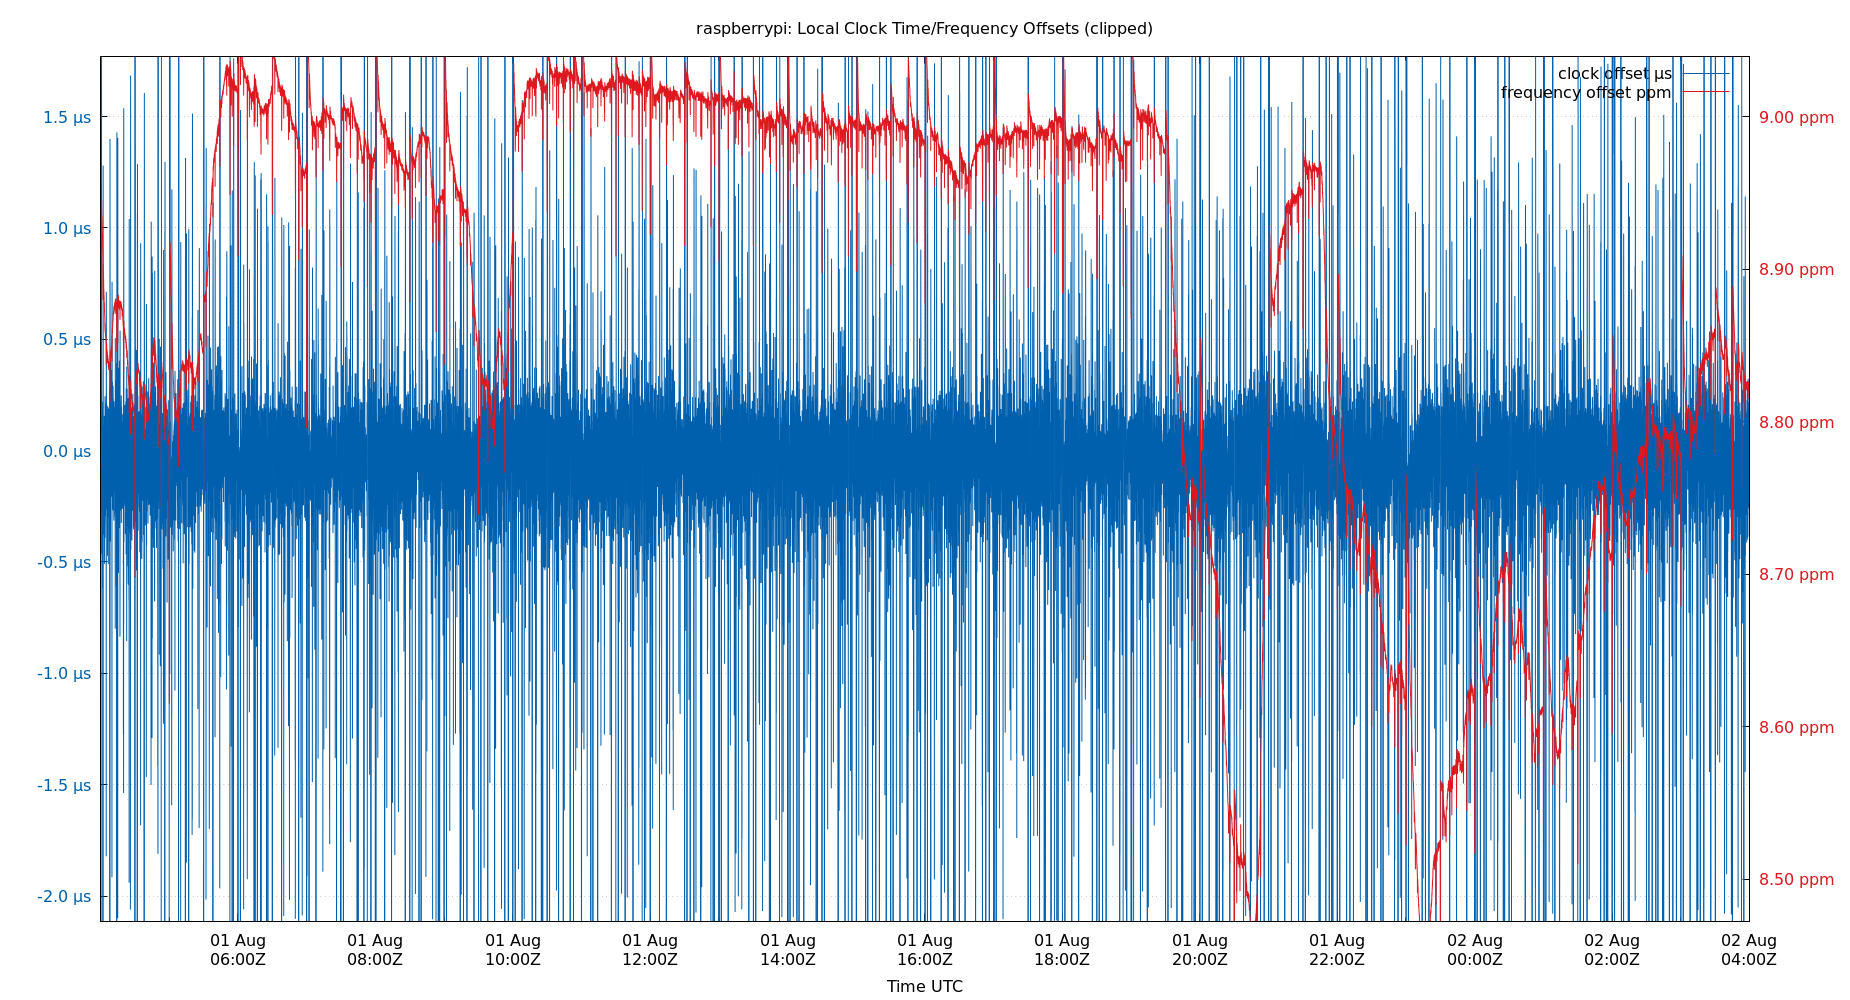 raspberrypi: Local Clock Time/Frequency Offsets (clipped)
clock offset µs
frequency offset ppm
1.5 µs
1.0 µs
0.5 µs
0.0 µs
-0.5 µs
-1.0 µs
-1.5 µs
-2.0 µs
9.00 ppm
8.90 ppm
8.80 ppm
8.70 ppm
8.60 ppm
8.50 ppm
01 Aug 01 Aug 01 Aug 01 Aug 01 Aug 01 Aug 01 Aug 01 Aug 01 Aug 02 Aug 02 Aug 02 Aug
06:00Z 08:00Z 10:00Z 12:00Z 14:00Z 16:00Z 18:00Z 20:00Z 22:00Z 00:00Z 02:00Z 04:00Z
Time UTC